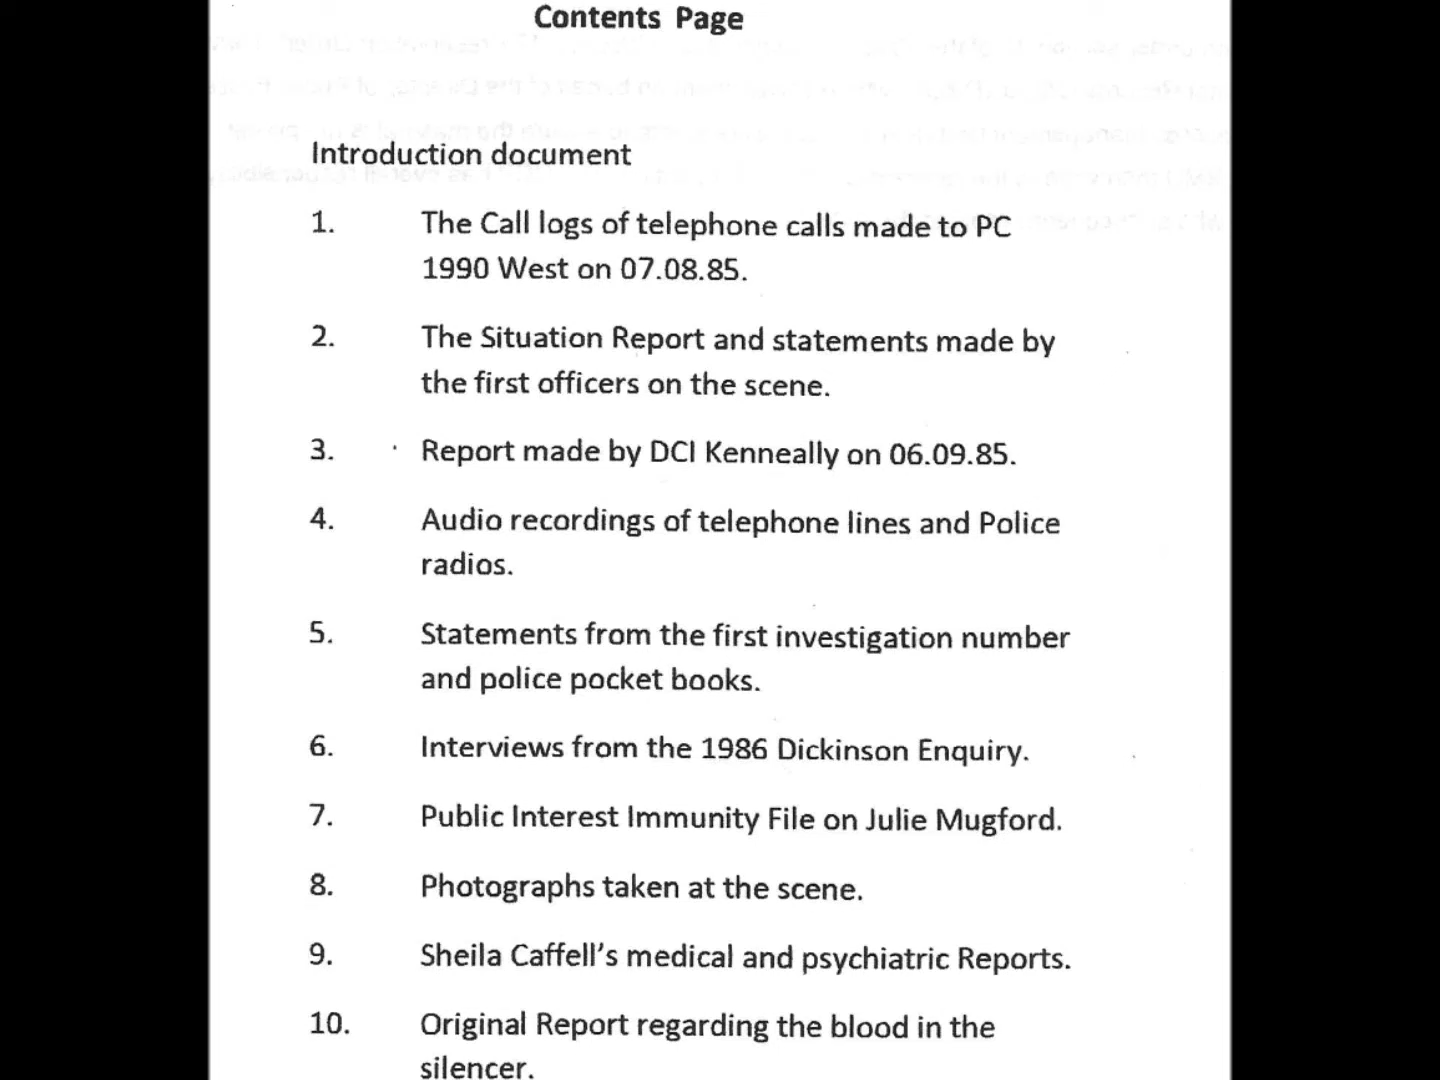 Contents Page
Introduction document
1. The Call logs of telephone calls made to PC
1990 West on 07.08.85.
2. The Situation Report and statements made by
the first officers on the scene.
3. Report made by DCI Kenneally on 06.09.85.
4. Audio recordings of telephone lines and Police
radios.
5. Statements from the first investigation number
and police pocket books.
6. Interviews from the 1986 Dickinson Enquiry.
7. Public Interest Immunity File on Julie Mugford.
8. Photographs taken at the scene.
9. Sheila Caffell's medical and psychiatric Reports.
10. Original Report regarding the blood in the
silencer.